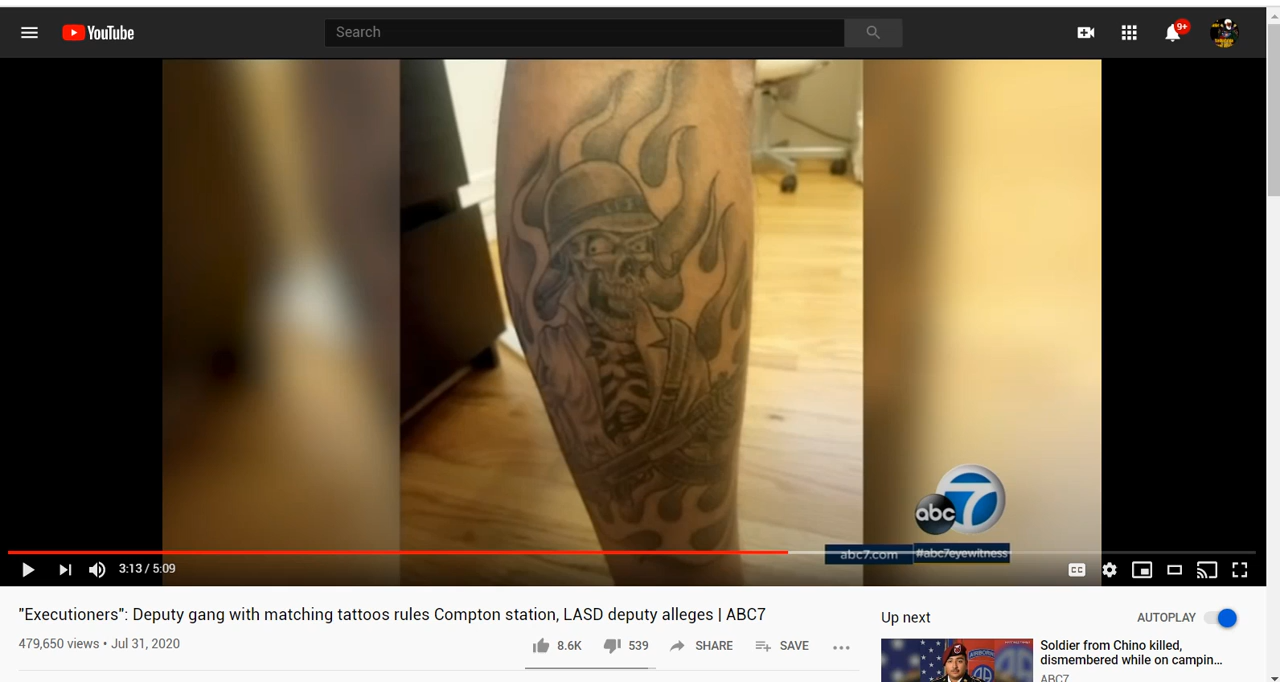 YouTube
Search
9+
abc 7
abc7.com #abc7eyewitness
3:13 / 5:09
CC
"Executioners": Deputy gang with matching tattoos rules Compton station, LASD deputy alleges | ABC7
479,650 views • Jul 31, 2020
8.6K
539
SHARE
SAVE
Up next
AUTOPLAY
Soldier from Chino killed,
dismembered while on campin...
ABC7